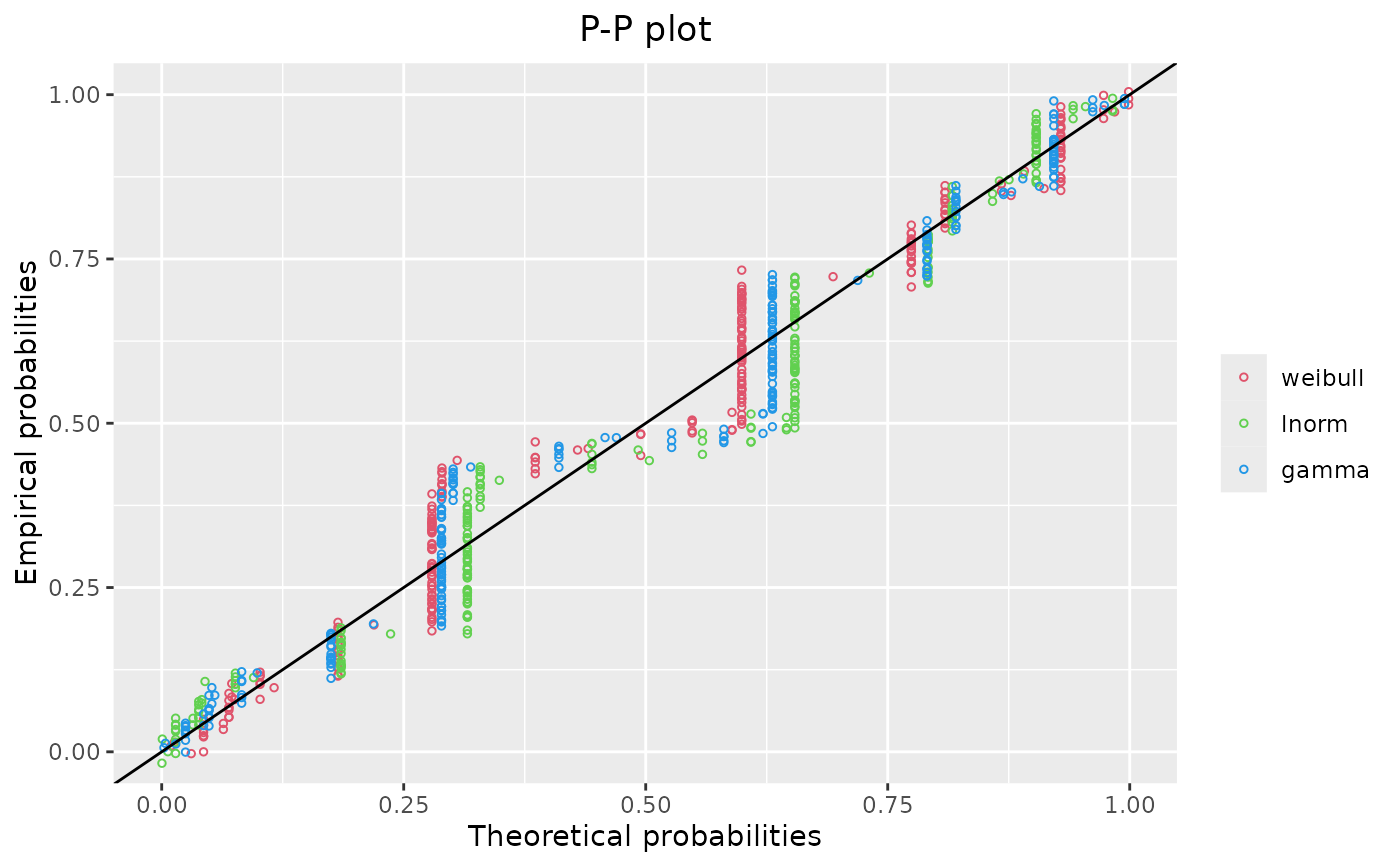 P-P plot
Empirical probabilities
1.00
0.75
0.50
0.25
0.00
0.00 0.25 0.50 0.75 1.00
Theoretical probabilities
weibull
lnorm
gamma